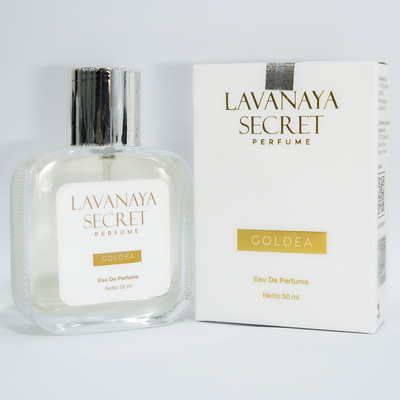 LAVANAYA
SECRET
PERFUME
GOLDEA
Eau De Perfume
Netto 50 ml
LAVANAYA
SECRET
PERFUME
GOLDEA
Eau De Perfume
Netto 50 ml